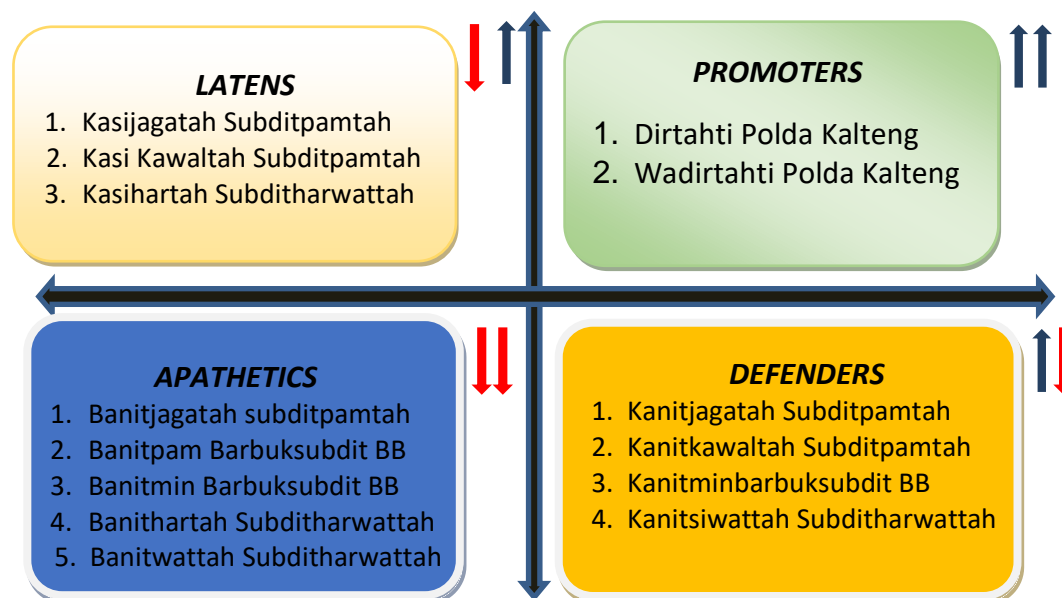 LATENS
1. Kasijagatah Subditpamtah
2. Kasi Kawaltah Subditpamtah
3. Kasihartah Subditharwattah
PROMOTERS
1. Dirtahti Polda Kalteng
2. Wadirtahti Polda Kalteng
APATHETICS
1. Banitjagatah subditpamtah
2. Banitpam Barbuksubdit BB
3. Banitmin Barbuksubdit BB
4. Banithartah Subditharwattah
5. Banitwattah Subditharwattah
DEFENDERS
1. Kanitjagatah Subditpamtah
2. Kanitkawaltah Subditpamtah
3. Kanitminbarbuksubdit BB
4. Kanitsiwattah Subditharwattah